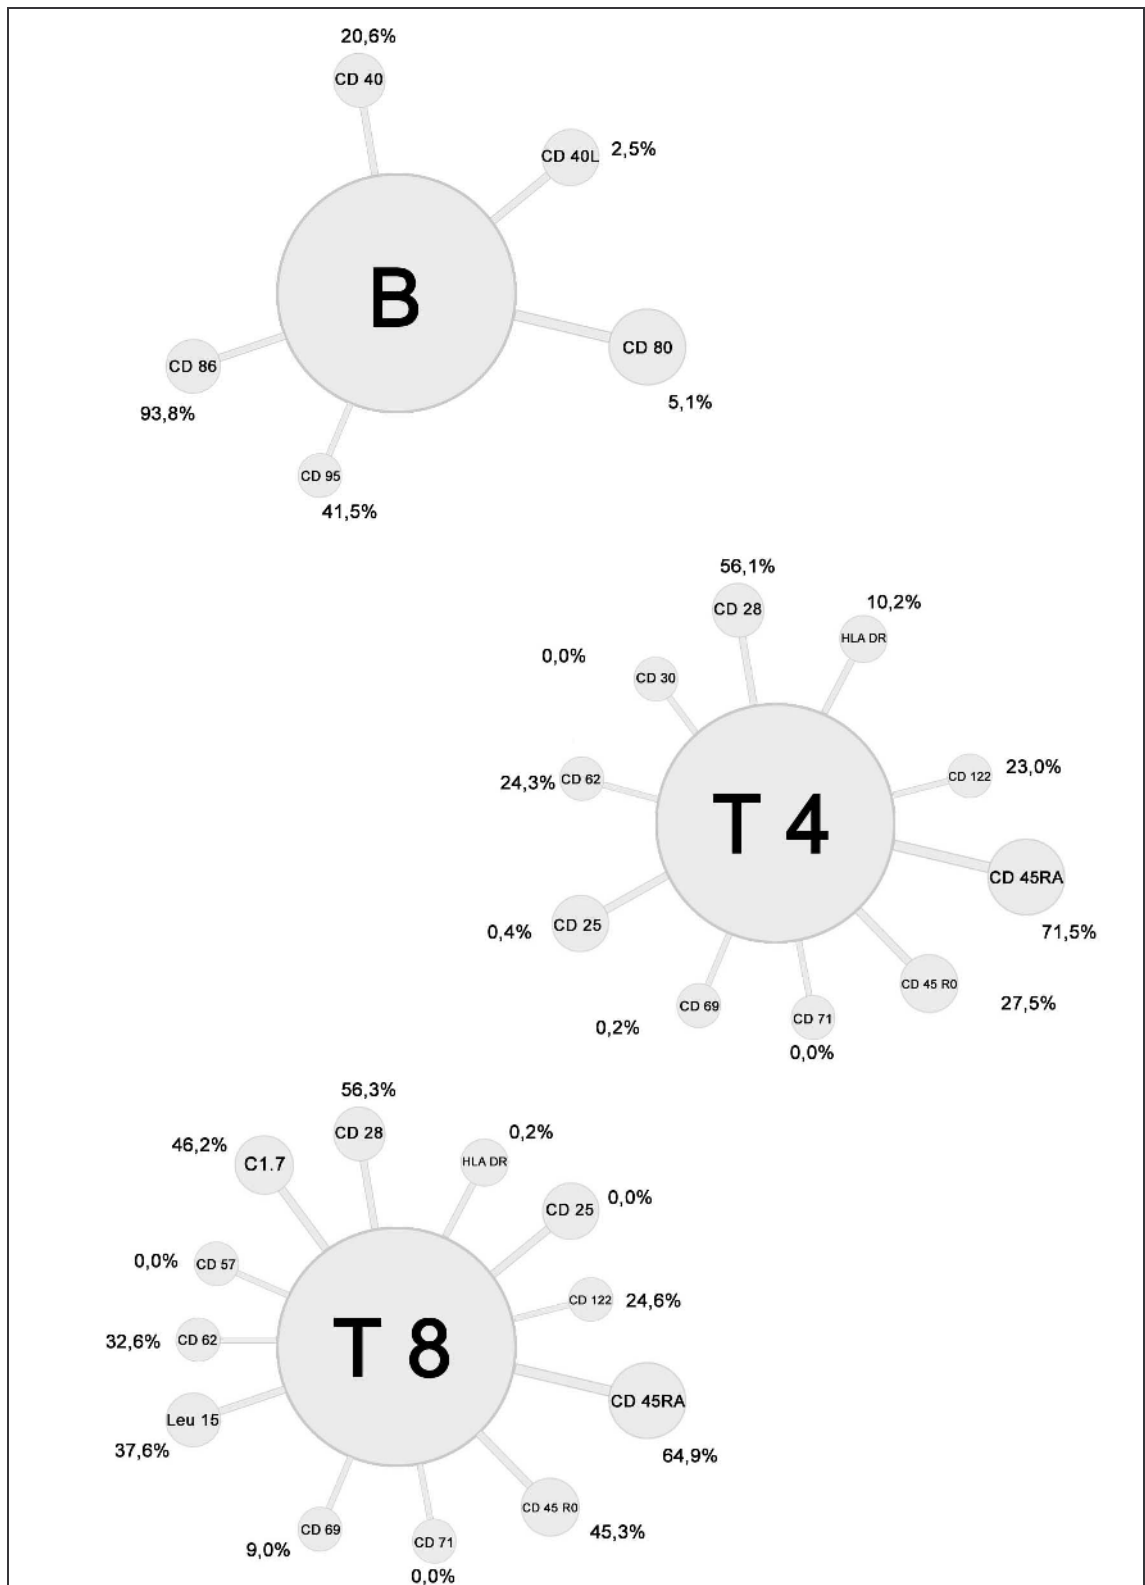 20,6%
CD 40
CD 40L
2,5%
B
CD 80
5,1%
CD 86
93,8%
CD 95
41,5%
56,1%
CD 28
10,2%
HLA DR
0,0%
CD 30
24,3%
CD 62
CD 122
23,0%
T 4
CD 45RA
71,5%
CD 25
0,4%
CD 45 R0
27,5%
CD 69
0,2%
CD 71
0,0%
56,3%
CD 28
46,2%
C1.7
HLA DR
0,2%
CD 25
0,0%
0,0%
CD 57
CD 122
24,6%
32,6%
CD 62
T 8
CD 45RA
64,9%
Leu 15
37,6%
CD 45 R0
45,3%
CD 69
9,0%
CD 71
0,0%